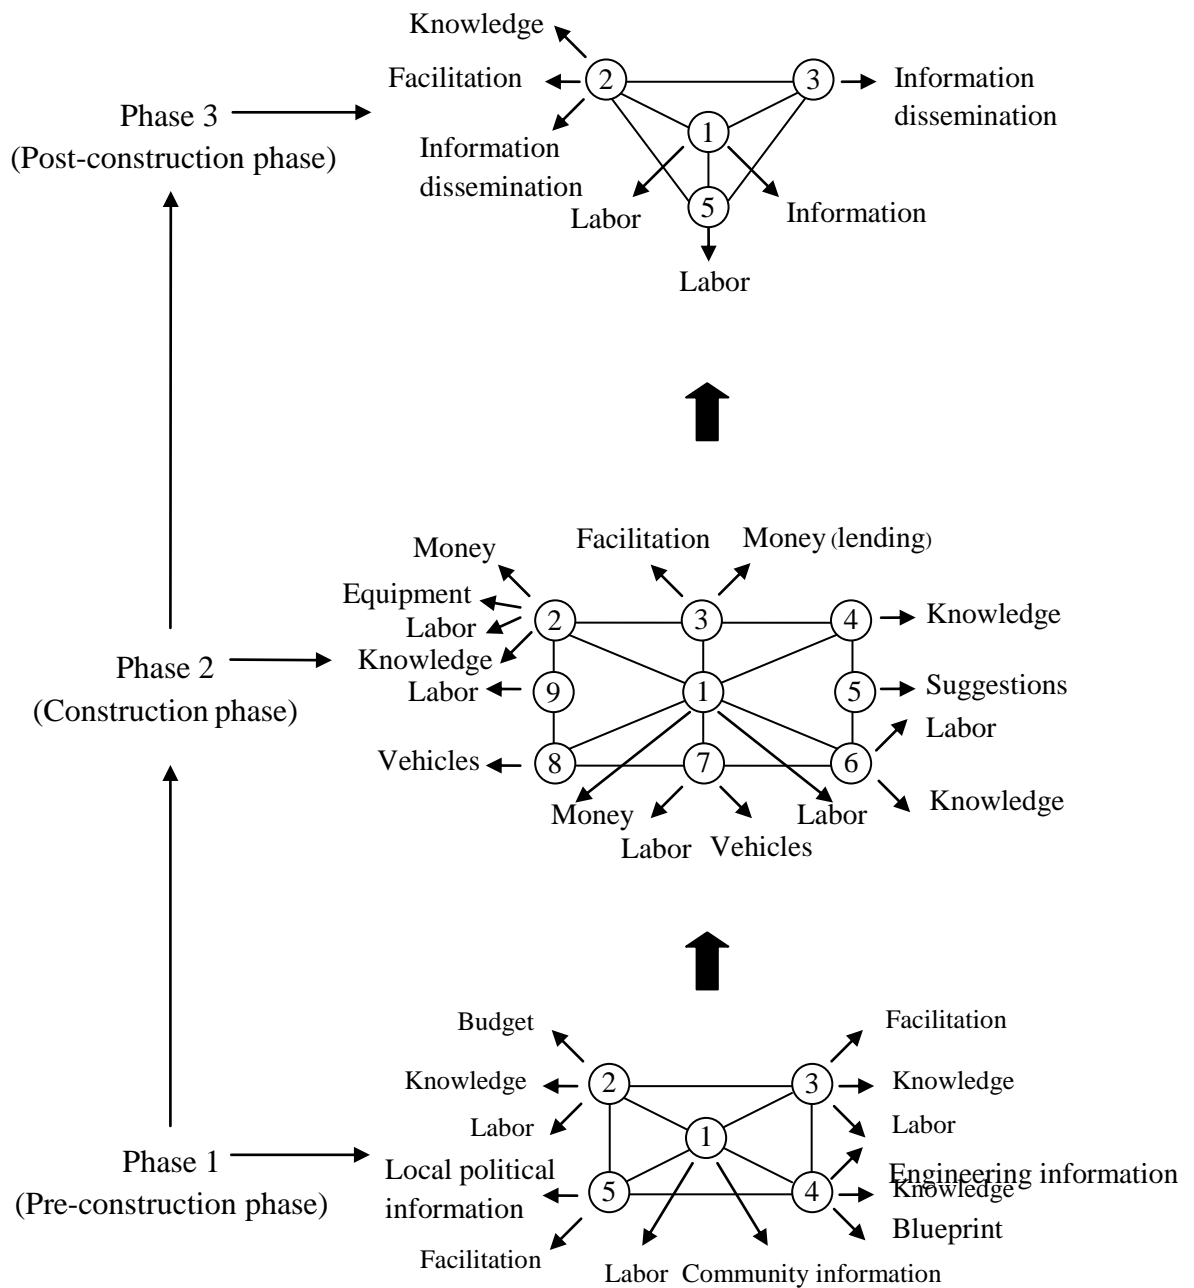 Knowledge
Facilitation
2
3
Information
dissemination
Phase 3
(Post-construction phase)
1
Information
dissemination
Labor
5
Information
Labor
Money
Facilitation
Money (lending)
Equipment
Labor
2
3
4
Knowledge
Knowledge
Phase 2
(Construction phase)
Labor
9
1
5
Suggestions
Labor
Vehicles
8
7
6
Knowledge
Money
Labor
Labor
Vehicles
Budget
Facilitation
Knowledge
2
3
Knowledge
Labor
1
Labor
Phase 1
(Pre-construction phase)
Local political
information
5
4
Engineering information
Knowledge
Blueprint
Facilitation
Labor
Community information